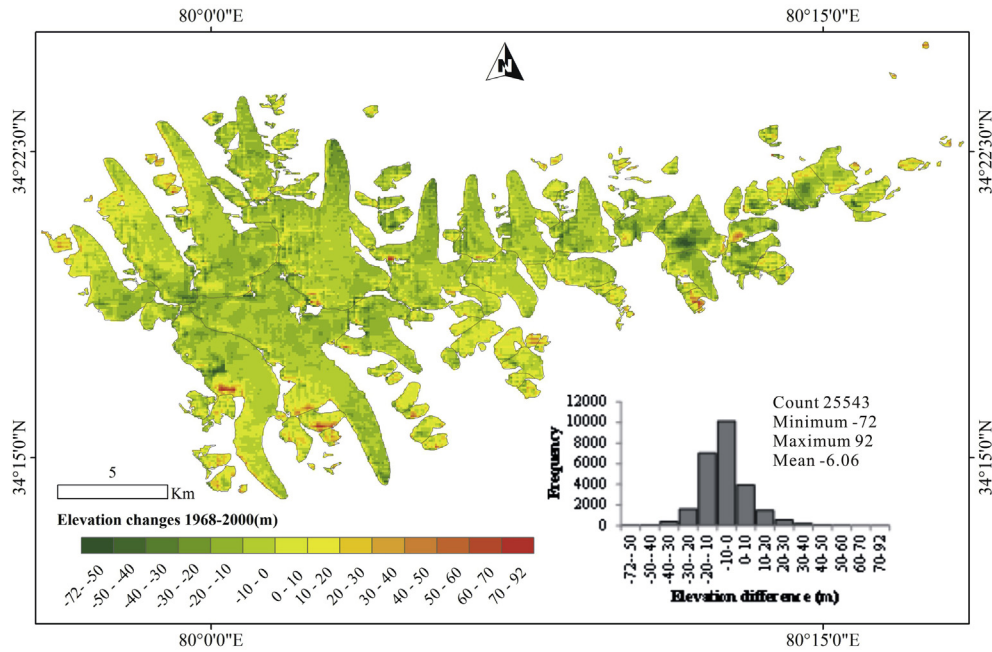 80°0'0"E
80°15'0"E
N
34°22'30"N
34°22'30"N
34°15'0"N
34°15'0"N
5
Km
Elevation changes 1968-2000(m)
-72 - -50
-50 - -40
-40 - -30
-30 - -20
-20 - -10
-10 - 0
0 - 10
10 - 20
20 - 30
30 - 40
40 - 50
50 - 60
60 - 70
70 - 92
Count 25543
Minimum -72
Maximum 92
Mean -6.06
Frequency
12000
10000
8000
6000
4000
2000
0
-72--50
-50--40
-40--30
-30--20
-20--10
-10-0
0-10
10-20
20-30
30-40
40-50
50-60
60-70
70-92
Elevation difference (m)
80°0'0"E
80°15'0"E